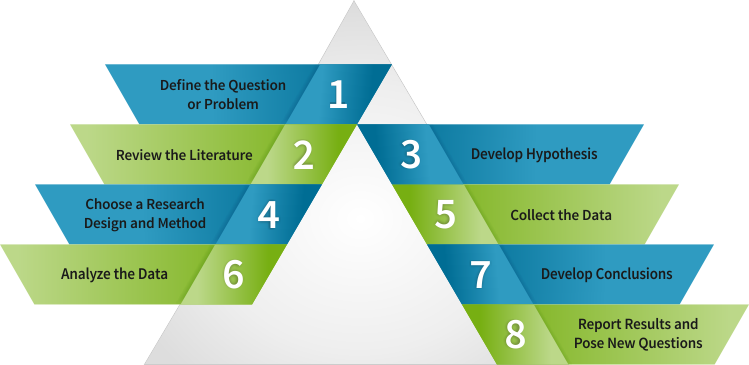 1
Define the Question
or Problem
2
Review the Literature
3
Develop Hypothesis
4
Choose a Research
Design and Method
5
Collect the Data
6
Analyze the Data
7
Develop Conclusions
8
Report Results and
Pose New Questions